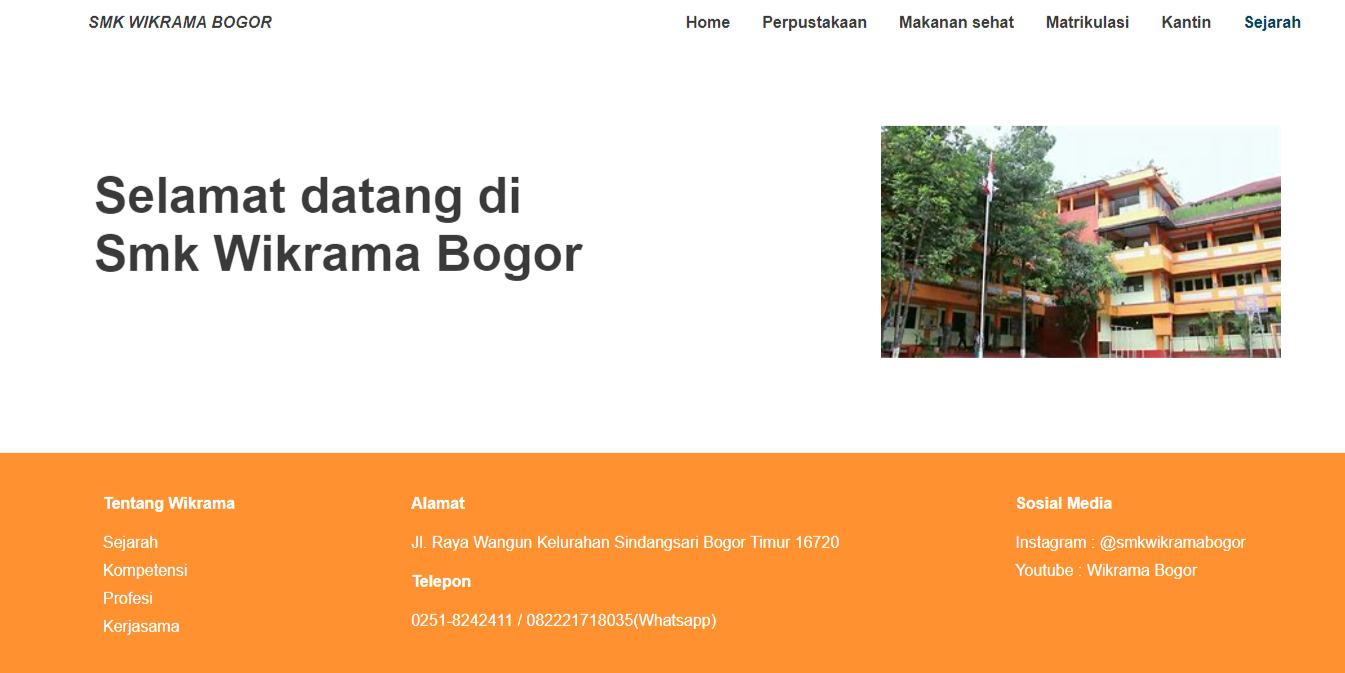 SMK WIKRAMA BOGOR
Home Perpustakaan Makanan sehat Matrikulasi Kantin Sejarah
Selamat datang di
Smk Wikrama Bogor
Tentang Wikrama
Sejarah
Kompetensi
Profesi
Kerjasama
Alamat
Jl. Raya Wangun Kelurahan Sindangsari Bogor Timur 16720
Telepon
0251-8242411 / 082221718035(Whatsapp)
Sosial Media
Instagram : @smkwikramabogor
Youtube : Wikrama Bogor